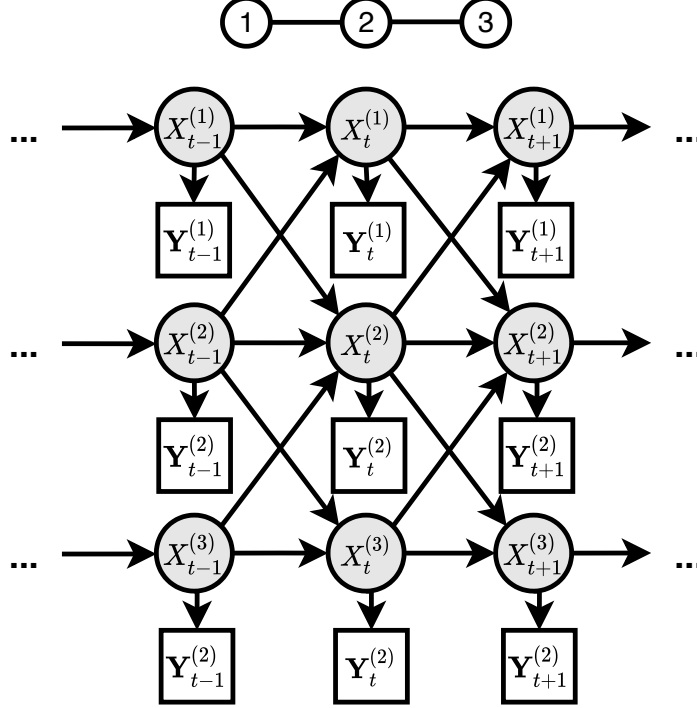 1 2 3
... X_{t-1}^{(1)} X_t^{(1)} X_{t+1}^{(1)} ...
Y_{t-1}^{(1)} Y_t^{(1)} Y_{t+1}^{(1)}
... X_{t-1}^{(2)} X_t^{(2)} X_{t+1}^{(2)} ...
Y_{t-1}^{(2)} Y_t^{(2)} Y_{t+1}^{(2)}
... X_{t-1}^{(3)} X_t^{(3)} X_{t+1}^{(3)} ...
Y_{t-1}^{(2)} Y_t^{(2)} Y_{t+1}^{(2)}